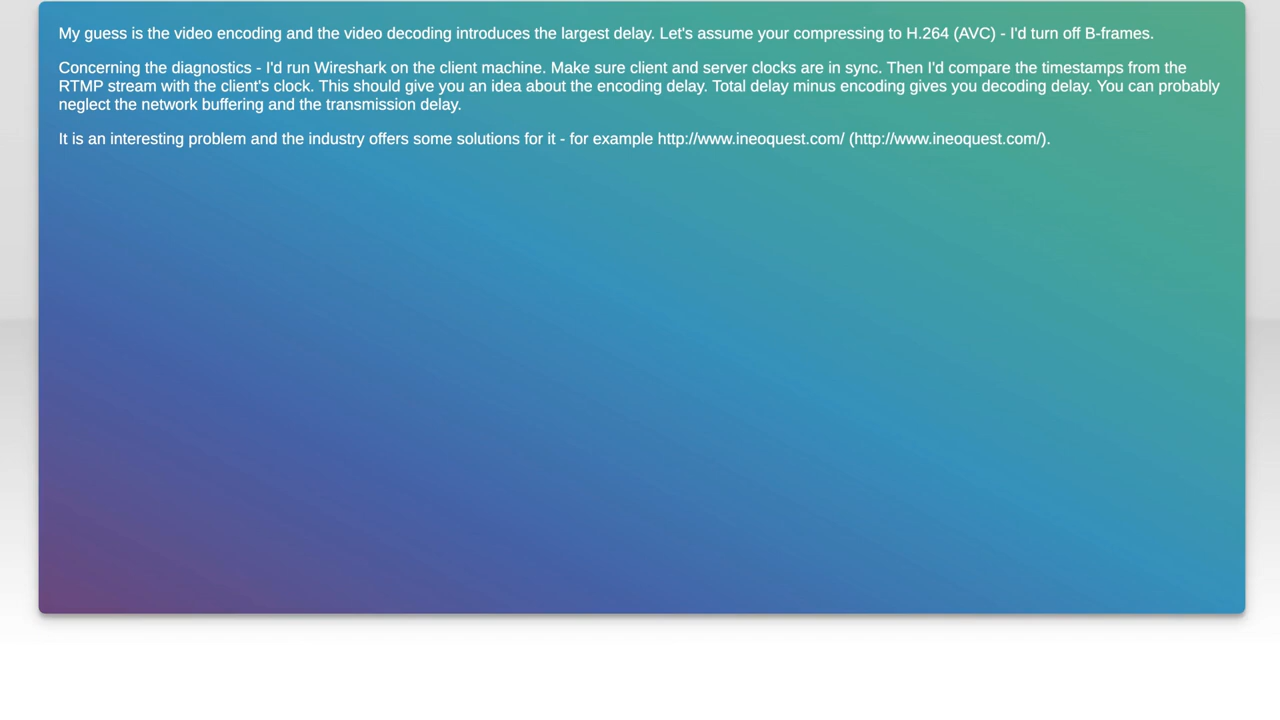 My guess is the video encoding and the video decoding introduces the largest delay. Let's assume your compressing to H.264 (AVC) - I'd turn off B-frames.
Concerning the diagnostics - I'd run Wireshark on the client machine. Make sure client and server clocks are in sync. Then I'd compare the timestamps from the
RTMP stream with the client's clock. This should give you an idea about the encoding delay. Total delay minus encoding gives you decoding delay. You can probably
neglect the network buffering and the transmission delay.
It is an interesting problem and the industry offers some solutions for it - for example http://www.ineoquest.com/ (http://www.ineoquest.com/).